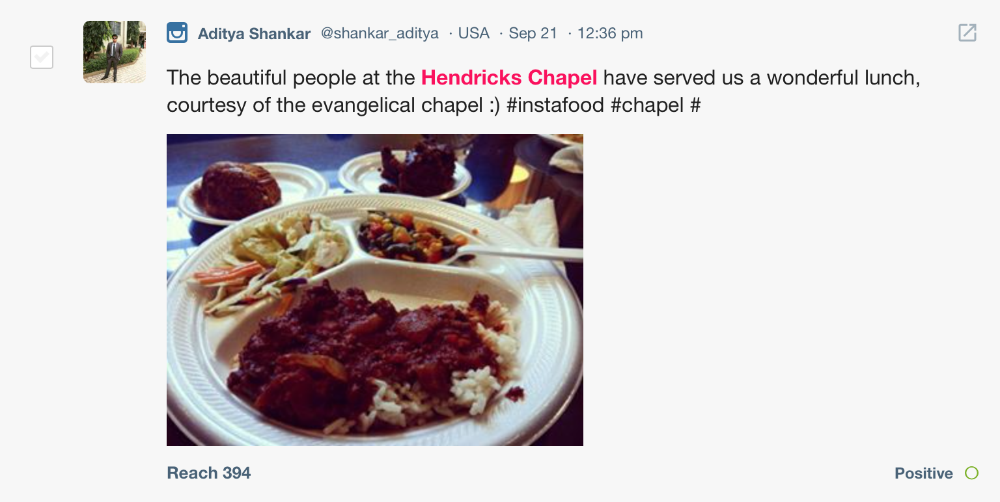 Aditya Shankar @shankar_aditya · USA · Sep 21 · 12:36 pm
The beautiful people at the Hendricks Chapel have served us a wonderful lunch,
courtesy of the evangelical chapel :) #instafood #chapel #
Reach 394
Positive